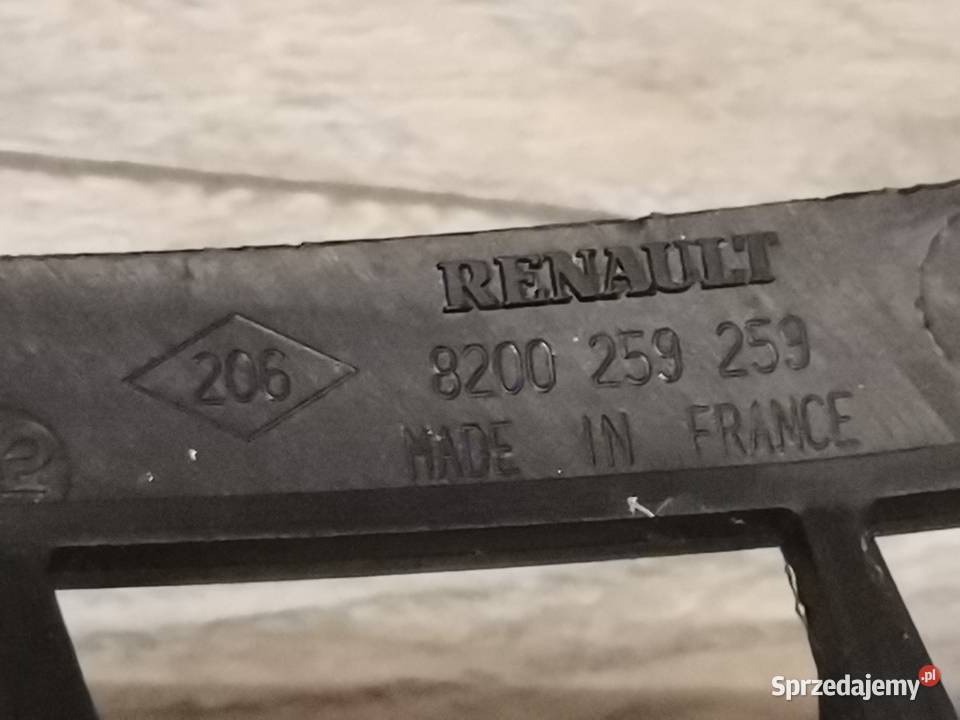 RENAULT
206
8200 259 259
MADE IN FRANCE
Sprzedajemy.pl